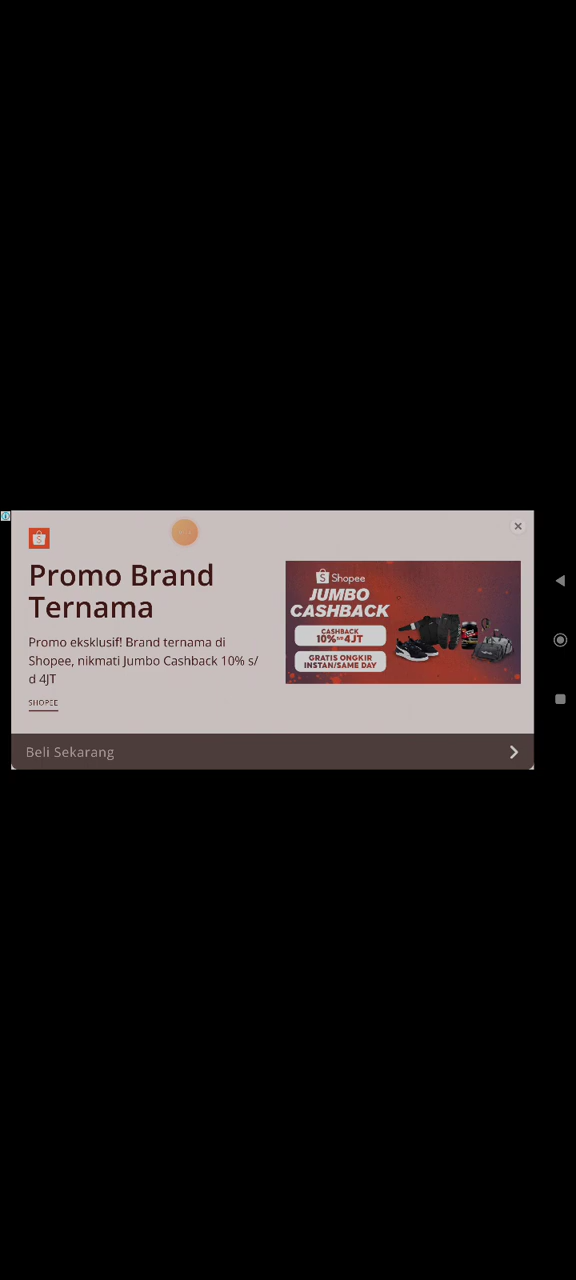 Promo Brand
Ternama
Promo eksklusif! Brand ternama di
Shopee, nikmati Jumbo Cashback 10% s/
d 4JT
SHOPEE
Shopee
JUMBO
CASHBACK
CASHBACK
10% s/d 4JT
GRATIS ONGKIR
INSTAN/SAME DAY
Beli Sekarang